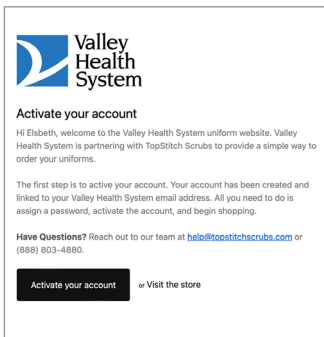 Valley
Health
System
Activate your account
Hi Elsbeth, welcome to the Valley Health System uniform website. Valley
Health System is partnering with TopStitch Scrubs to provide a simple way to
order your uniforms.
The first step is to active your account. Your account has been created and
linked to your Valley Health System email address. All you need to do is
assign a password, activate the account, and begin shopping.
Have Questions? Reach out to our team at help@topstitchscrubs.com or
(888) 803-4880.
Activate your account or Visit the store